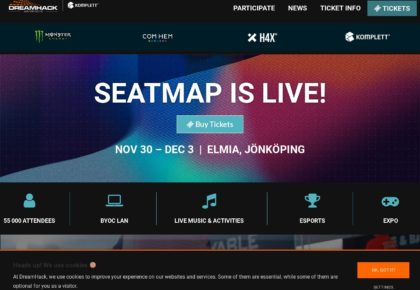 DREAMHACK KOMPLETT
PARTICIPATE NEWS TICKET INFO TICKETS
MONSTER ENERGY COM HEM H4X KOMPLETT
SEATMAP IS LIVE!
Buy Tickets
NOV 30 – DEC 3 | ELMIA, JÖNKÖPING
55 000 ATTENDEES BYOC LAN LIVE MUSIC & ACTIVITIES ESPORTS EXPO
Heads up! We use cookies
At DreamHack, we use cookies to improve your experience on our websites and services. Some of them are essential, while some of them are
optional for you as a visitor.
OK, GOT IT!
SETTINGS